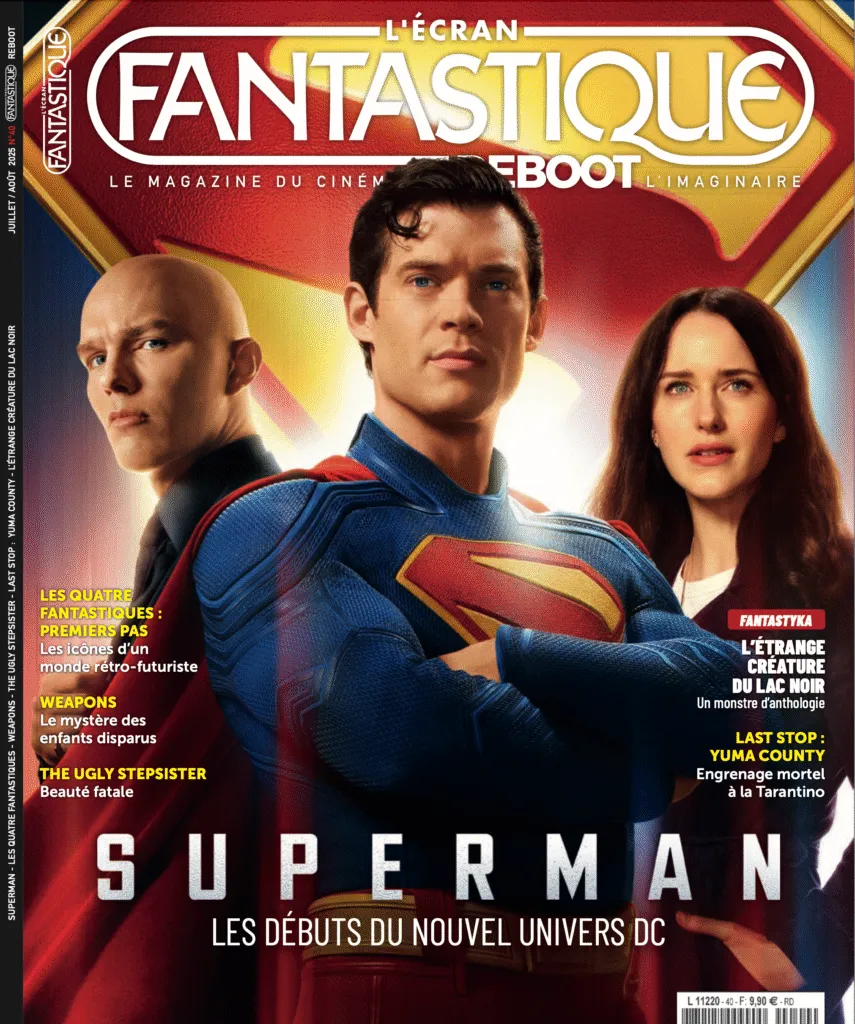 L'ÉCRAN
FANTASTIQUE
REBOOT
LE MAGAZINE DU CINÉM
L'IMAGINAIRE
JUILLET / AOÛT 2025 N°40 FANTASTIQUE REBOOT
L'ÉCRAN
FANTASTIQUE
SUPERMAN - LES QUATRE FANTASTIQUES - WEAPONS - THE UGLY STEPSISTER - LAST STOP : YUMA COUNTY - L'ÉTRANGE CRÉATURE DU LAC NOIR
LES QUATRE
FANTASTIQUES :
PREMIERS PAS
Les icônes d'un
monde rétro-futuriste
WEAPONS
Le mystère des
enfants disparus
THE UGLY STEPSISTER
Beauté fatale
FANTASTYKA
L'ÉTRANGE
CRÉATURE
DU LAC NOIR
Un monstre d'anthologie
LAST STOP :
YUMA COUNTY
Engrenage mortel
à la Tarantino
SUPERMAN
LES DÉBUTS DU NOUVEL UNIVERS DC
L 11220 - 40 - F: 9,90 € - RD